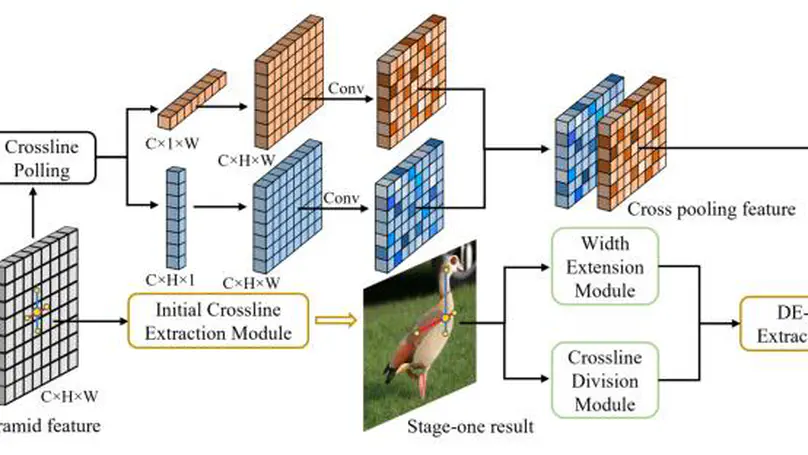 Conv
C×1×W
C×H×W
Crossline
Polling
Conv
C×H×1
C×H×W
Cross pooling feature
Width
Extension
Module
Initial Crossline
Extraction Module
DE-
Extrac
Crossline
Division
Module
C×H×W
ramid feature
Stage-one result